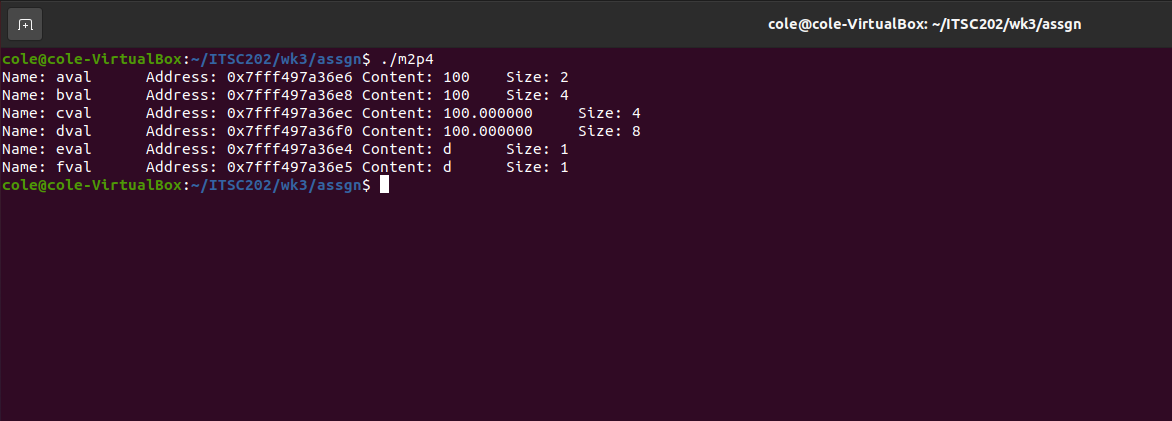 cole@cole-VirtualBox: ~/ITSC202/wk3/assgn
cole@cole-VirtualBox:~/ITSC202/wk3/assgn$ ./m2p4
Name: aval      Address: 0x7fff497a36e6 Content: 100    Size: 2
Name: bval      Address: 0x7fff497a36e8 Content: 100    Size: 4
Name: cval      Address: 0x7fff497a36ec Content: 100.000000     Size: 4
Name: dval      Address: 0x7fff497a36f0 Content: 100.000000     Size: 8
Name: eval      Address: 0x7fff497a36e4 Content: d      Size: 1
Name: fval      Address: 0x7fff497a36e5 Content: d      Size: 1
cole@cole-VirtualBox:~/ITSC202/wk3/assgn$